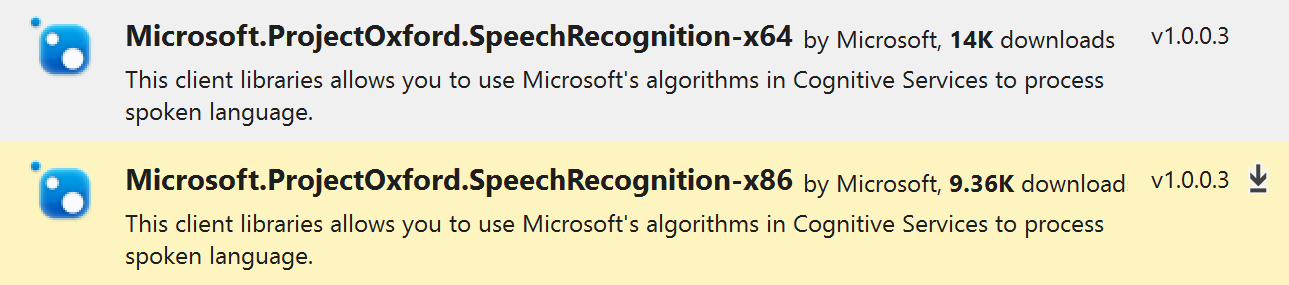 Microsoft.ProjectOxford.SpeechRecognition-x64 by Microsoft, 14K downloads v1.0.0.3
This client libraries allows you to use Microsoft's algorithms in Cognitive Services to process
spoken language.
Microsoft.ProjectOxford.SpeechRecognition-x86 by Microsoft, 9.36K download v1.0.0.3
This client libraries allows you to use Microsoft's algorithms in Cognitive Services to process
spoken language.